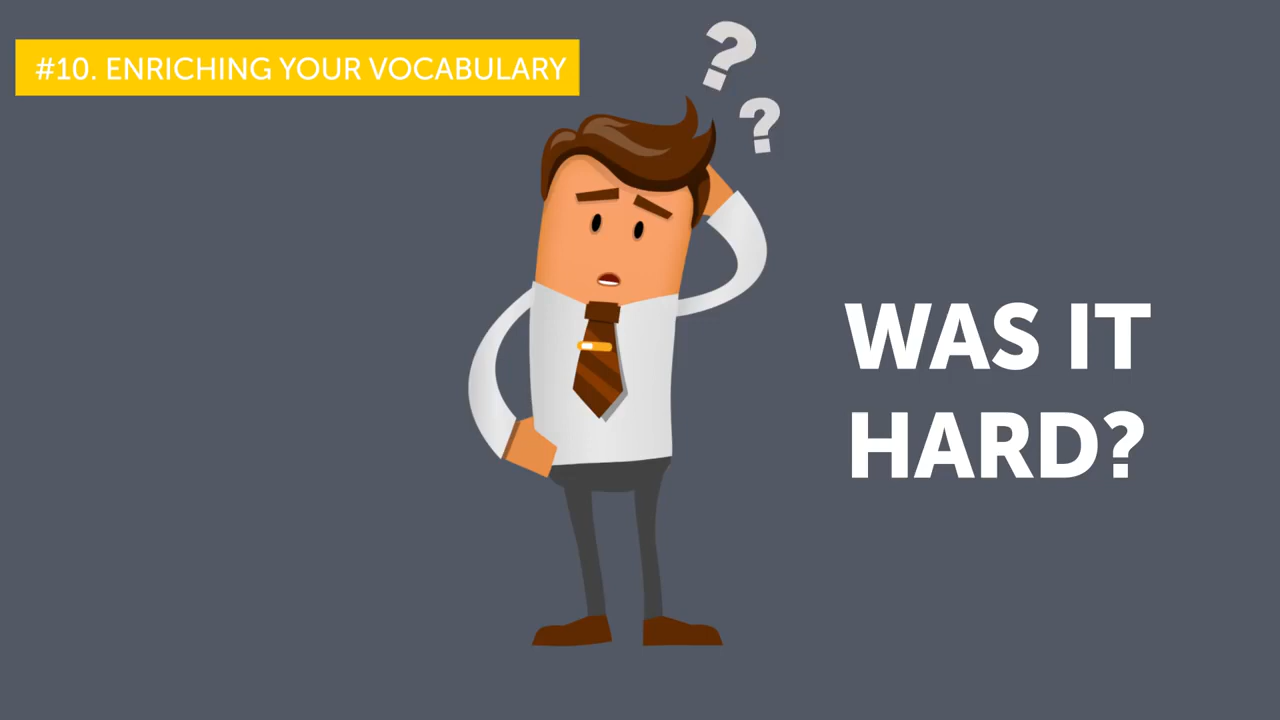 #10. ENRICHING YOUR VOCABULARY
?
?
WAS IT
HARD?